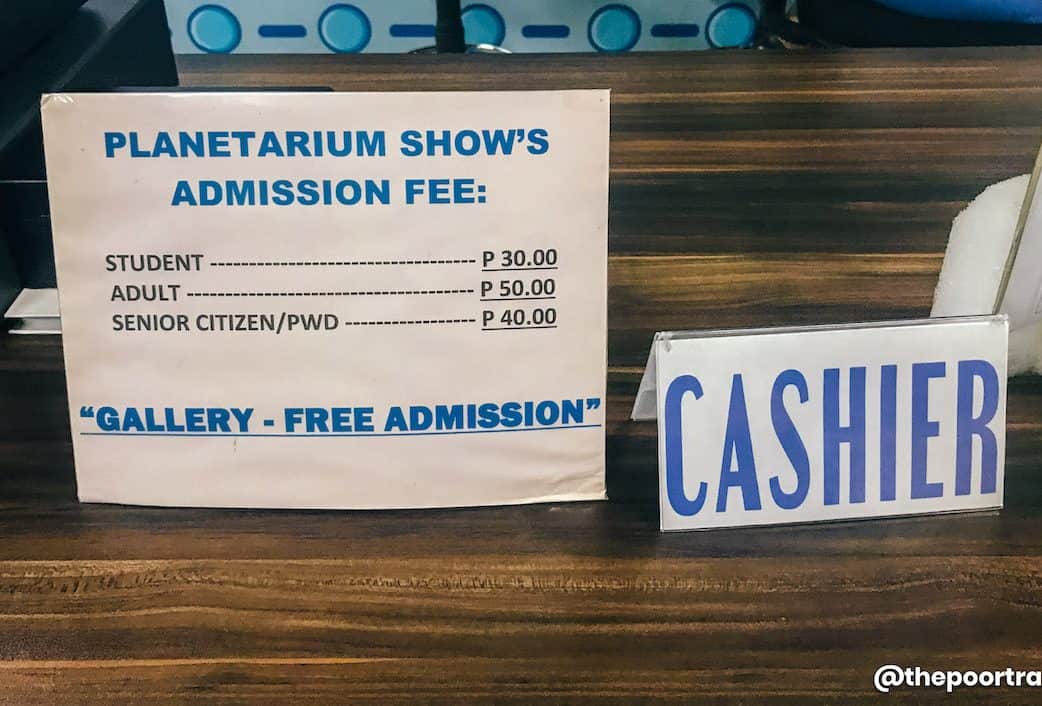 PLANETARIUM SHOW'S
ADMISSION FEE:
STUDENT ----------------------------------- P 30.00
ADULT -------------------------------------- P 50.00
SENIOR CITIZEN/PWD ----------------- P 40.00
“GALLERY - FREE ADMISSION”
CASHIER
@thepoortra